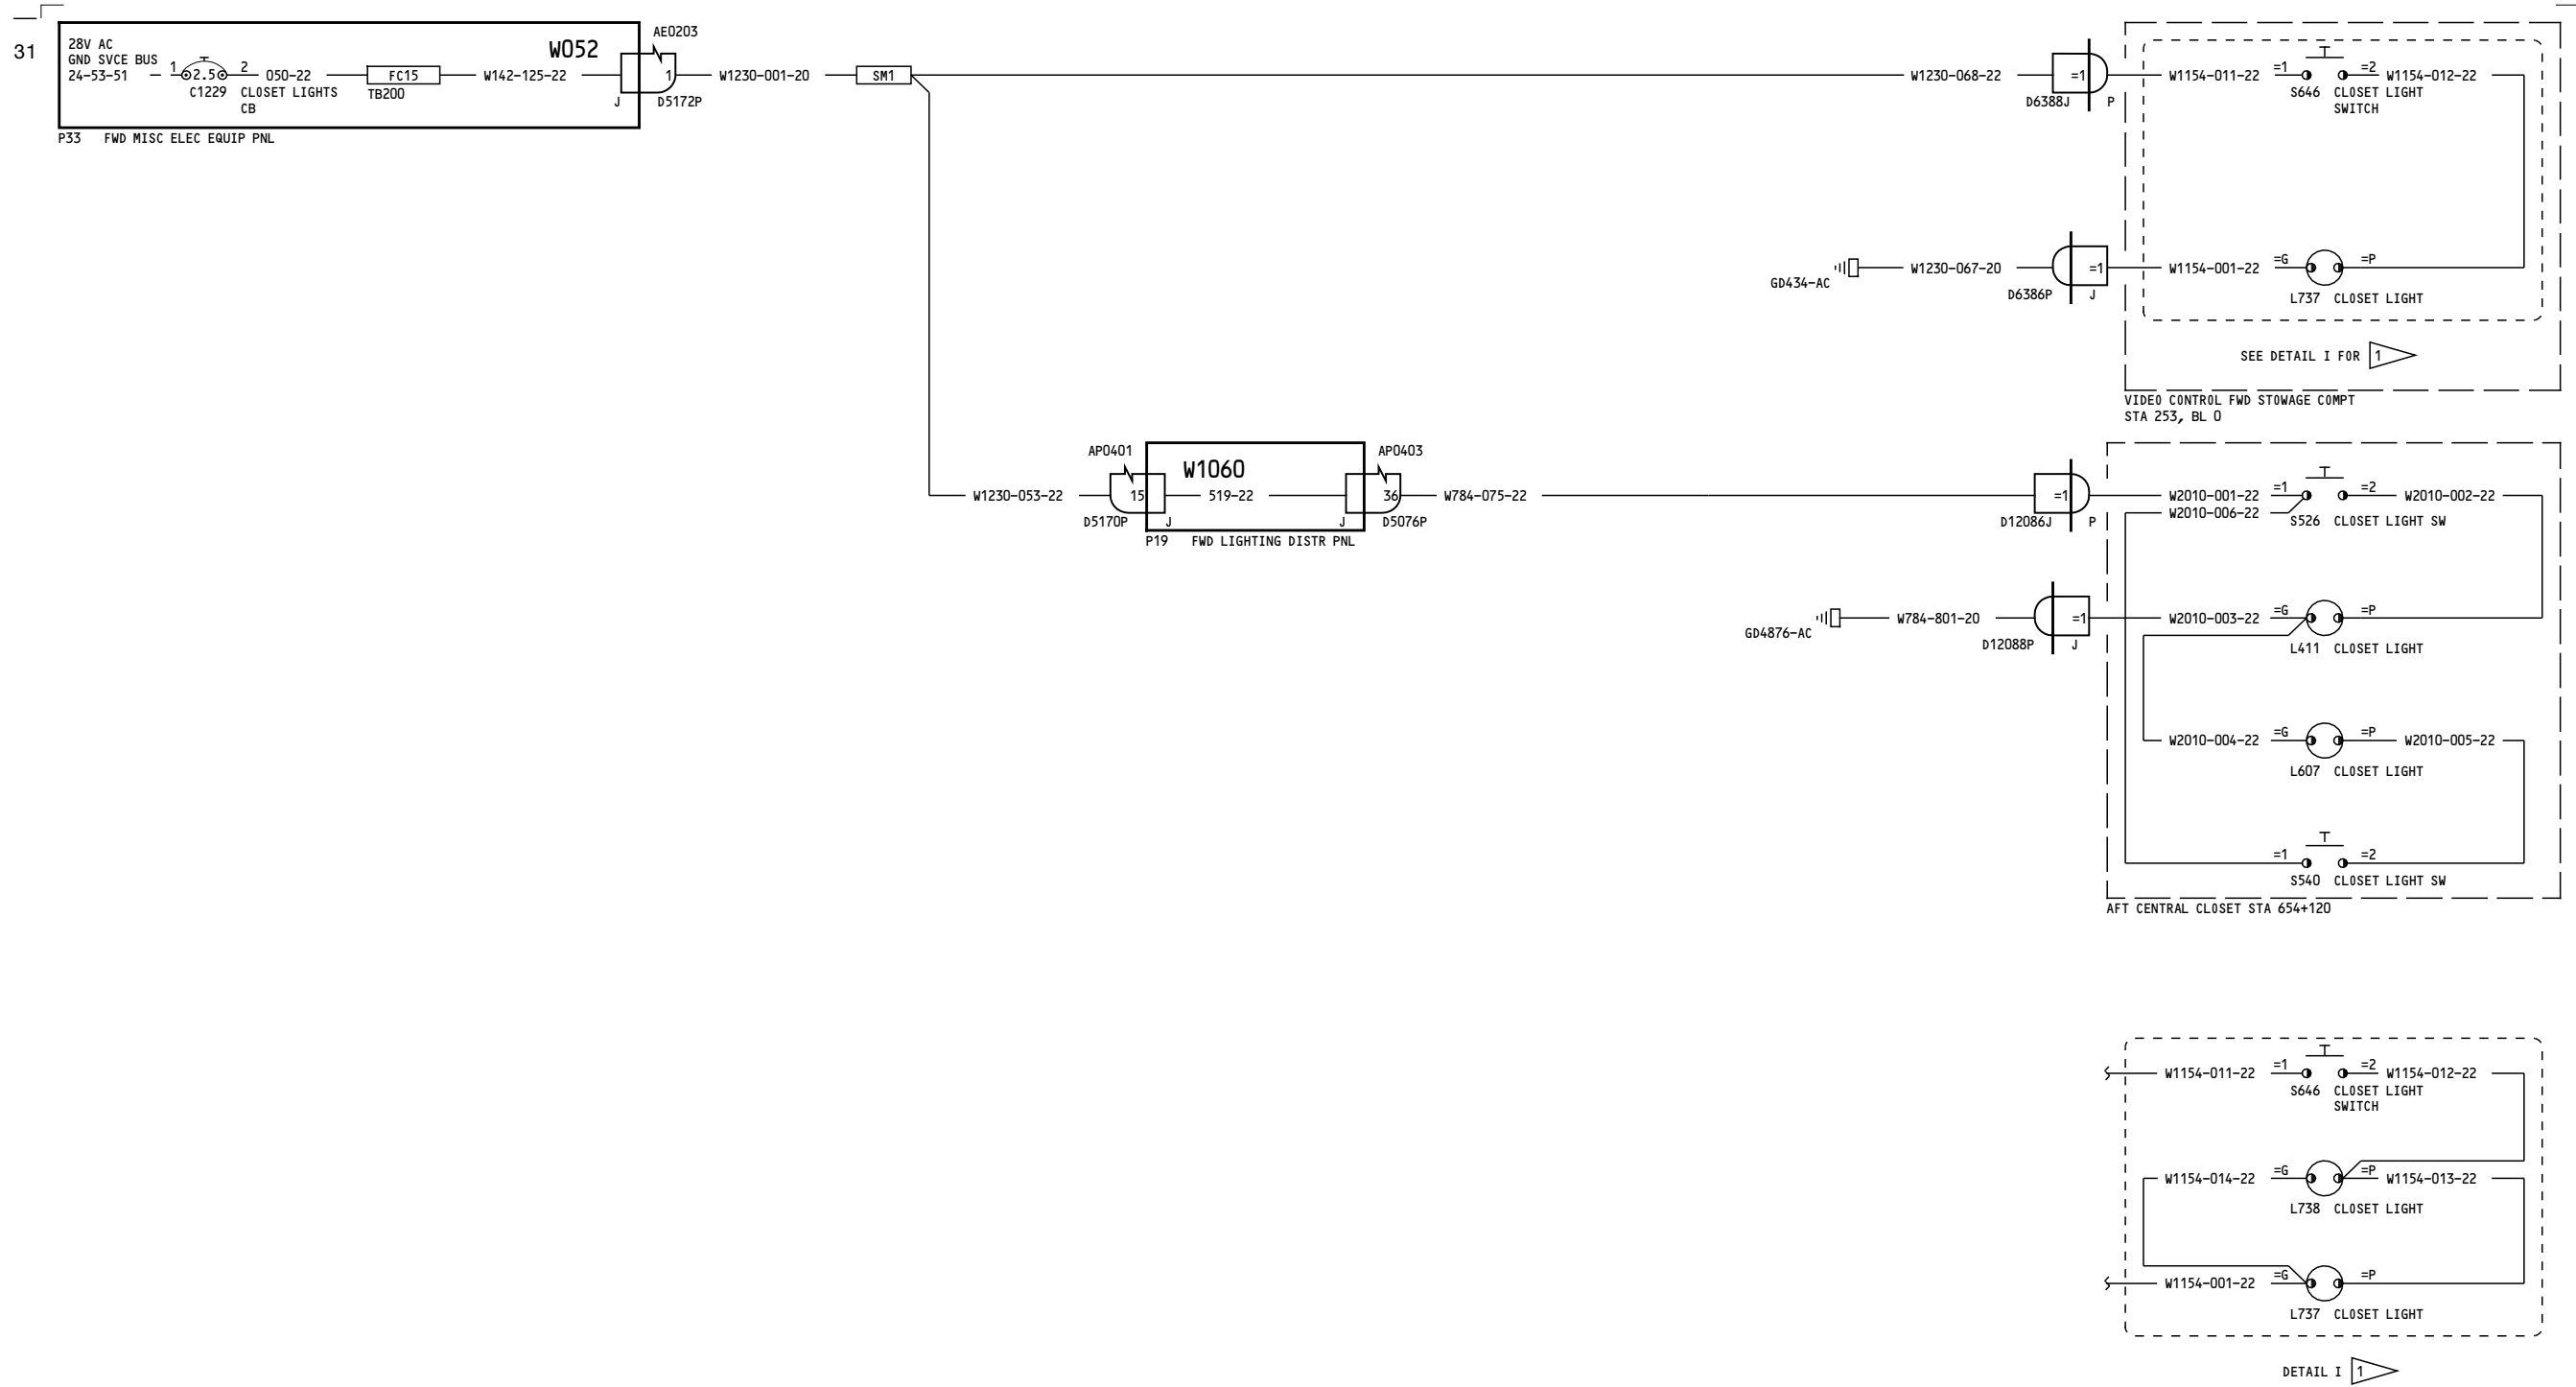 31
28V AC
GND SVCE BUS
24-53-51
1
2.5
2
C1229
CLOSET LIGHTS
CB
050-22
FC15
TB200
W142-125-22
W052
J
AE0203
1
D5172P
P33 FWD MISC ELEC EQUIP PNL
W1230-001-20
SM1
W1230-068-22
=1
D6388J
P
W1154-011-22
=1
=2
W1154-012-22
S646 CLOSET LIGHT
SWITCH
GD434-AC
W1230-067-20
=1
D6386P
J
W1154-001-22
=G
=P
L737 CLOSET LIGHT
SEE DETAIL I FOR 1
VIDEO CONTROL FWD STOWAGE COMPT
STA 253, BL 0
W1230-053-22
AP0401
15
D5170P
J
W1060
519-22
J
AP0403
36
D5076P
P19 FWD LIGHTING DISTR PNL
W784-075-22
=1
D12086J
P
W2010-001-22
W2010-006-22
=1
=2
W2010-002-22
S526 CLOSET LIGHT SW
GD4876-AC
W784-801-20
=1
D12088P
J
W2010-003-22
=G
=P
L411 CLOSET LIGHT
W2010-004-22
=G
=P
W2010-005-22
L607 CLOSET LIGHT
=1
=2
S540 CLOSET LIGHT SW
AFT CENTRAL CLOSET STA 654+120
W1154-011-22
=1
=2
W1154-012-22
S646 CLOSET LIGHT
SWITCH
W1154-014-22
=G
=P
W1154-013-22
L738 CLOSET LIGHT
W1154-001-22
=G
=P
L737 CLOSET LIGHT
DETAIL I 1